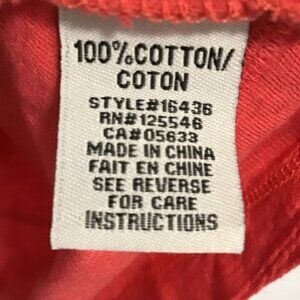 100%COTTON/
COTON
STYLE#16436
RN#125546
CA#05633
MADE IN CHINA
FAIT EN CHINE
SEE REVERSE
FOR CARE
INSTRUCTIONS